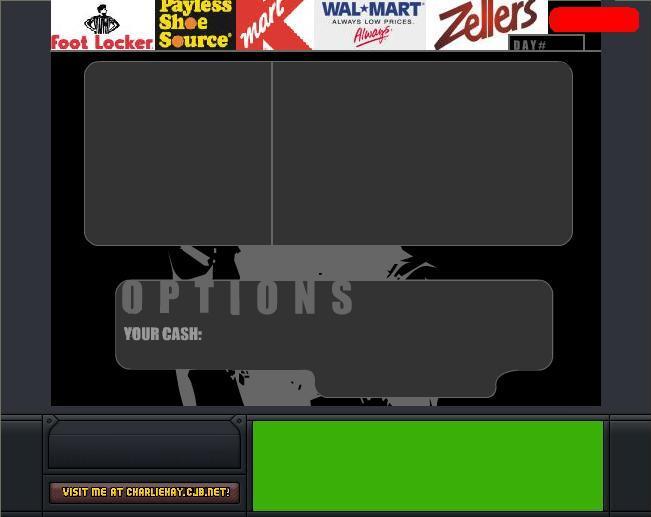 Foot Locker.
Payless
Shoe
Source®
mart
WAL★MART®
ALWAYS LOW PRICES.
Always.
Zellers
DAY#
OPTIONS
YOUR CASH:
VISIT ME AT CHARLIEHAY.CJB.NET!